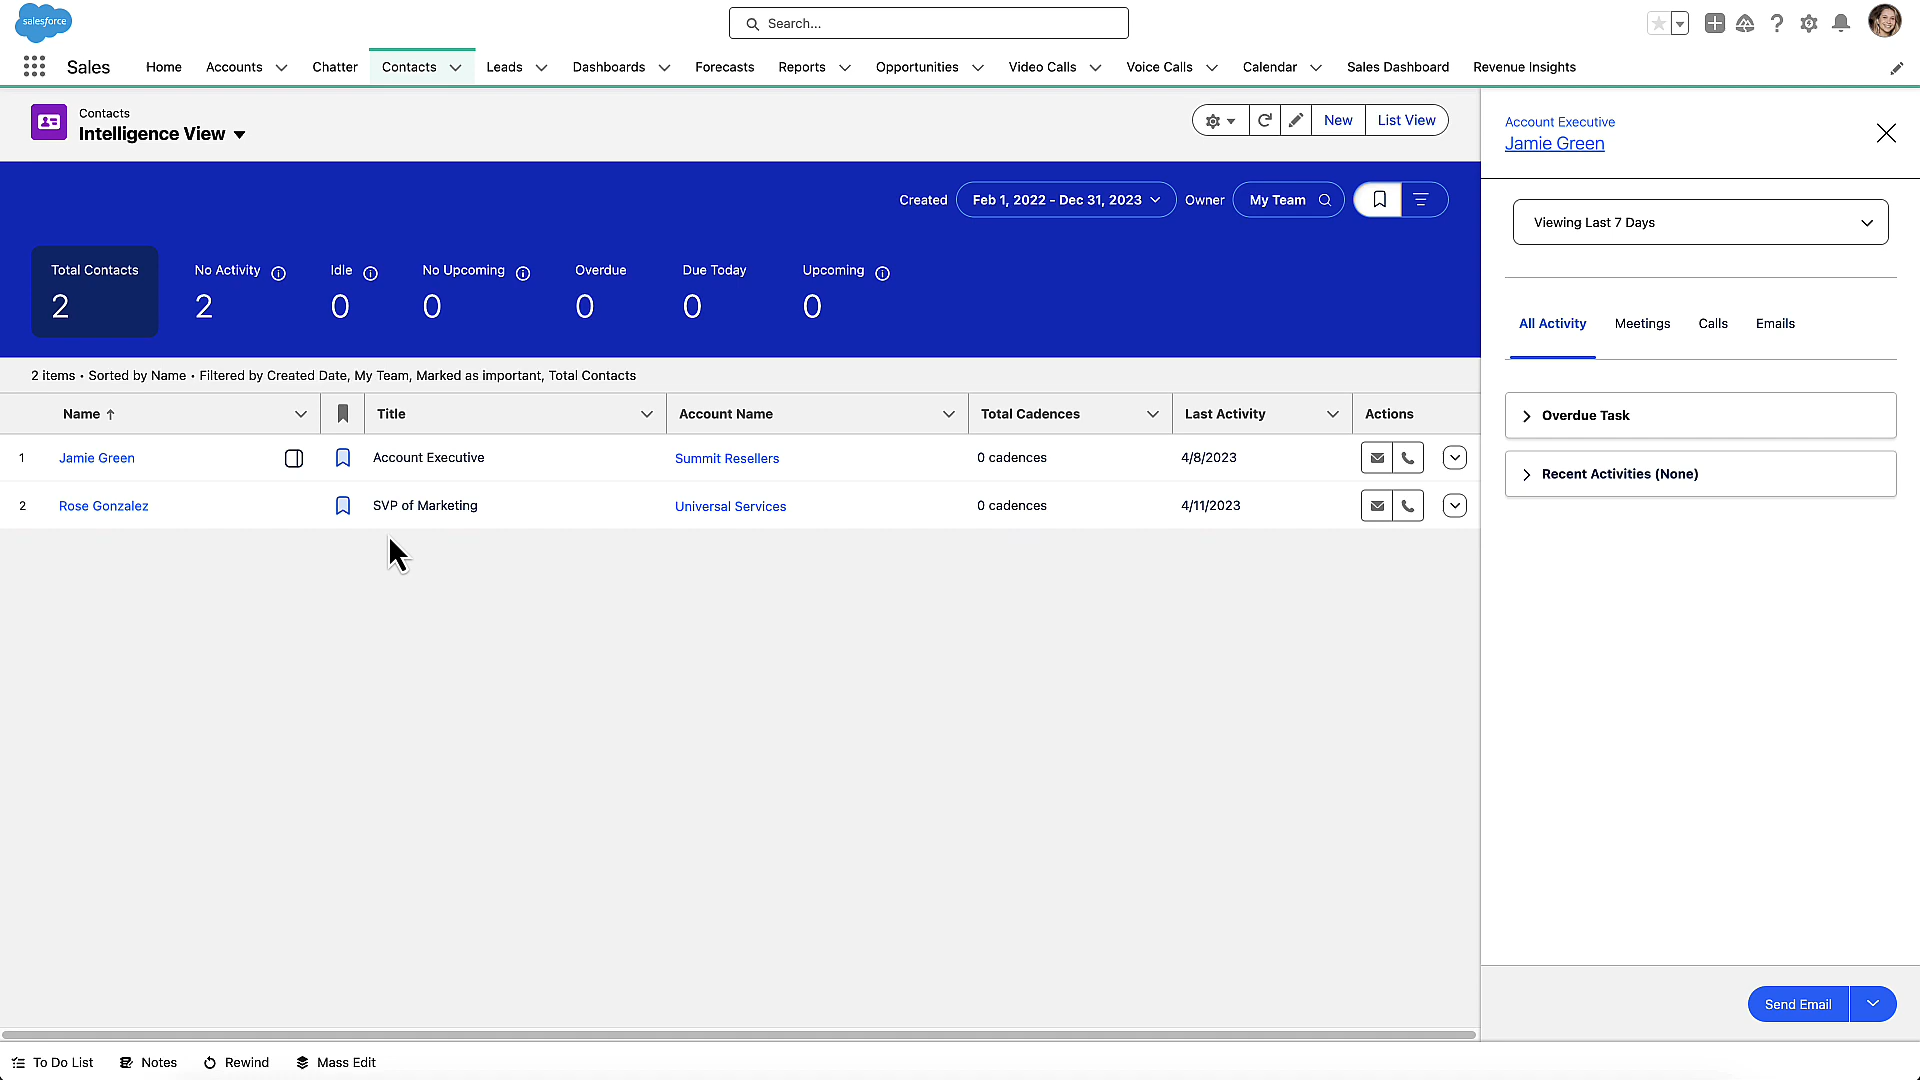 salesforce
Search...
Sales
Home Accounts Chatter Contacts Leads Dashboards Forecasts Reports Opportunities Video Calls Voice Calls Calendar Sales Dashboard Revenue Insights
Contacts
Intelligence View
New List View
Created Feb 1, 2022 - Dec 31, 2023 Owner My Team
Total Contacts No Activity Idle No Upcoming Overdue Due Today Upcoming
2 2 0 0 0 0 0
2 items • Sorted by Name • Filtered by Created Date, My Team, Marked as important, Total Contacts
Name Title Account Name Total Cadences Last Activity Actions
1 Jamie Green Account Executive Summit Resellers 0 cadences 4/8/2023
2 Rose Gonzalez SVP of Marketing Universal Services 0 cadences 4/11/2023
Account Executive
Jamie Green
Viewing Last 7 Days
All Activity Meetings Calls Emails
Overdue Task
Recent Activities (None)
Send Email
To Do List Notes Rewind Mass Edit